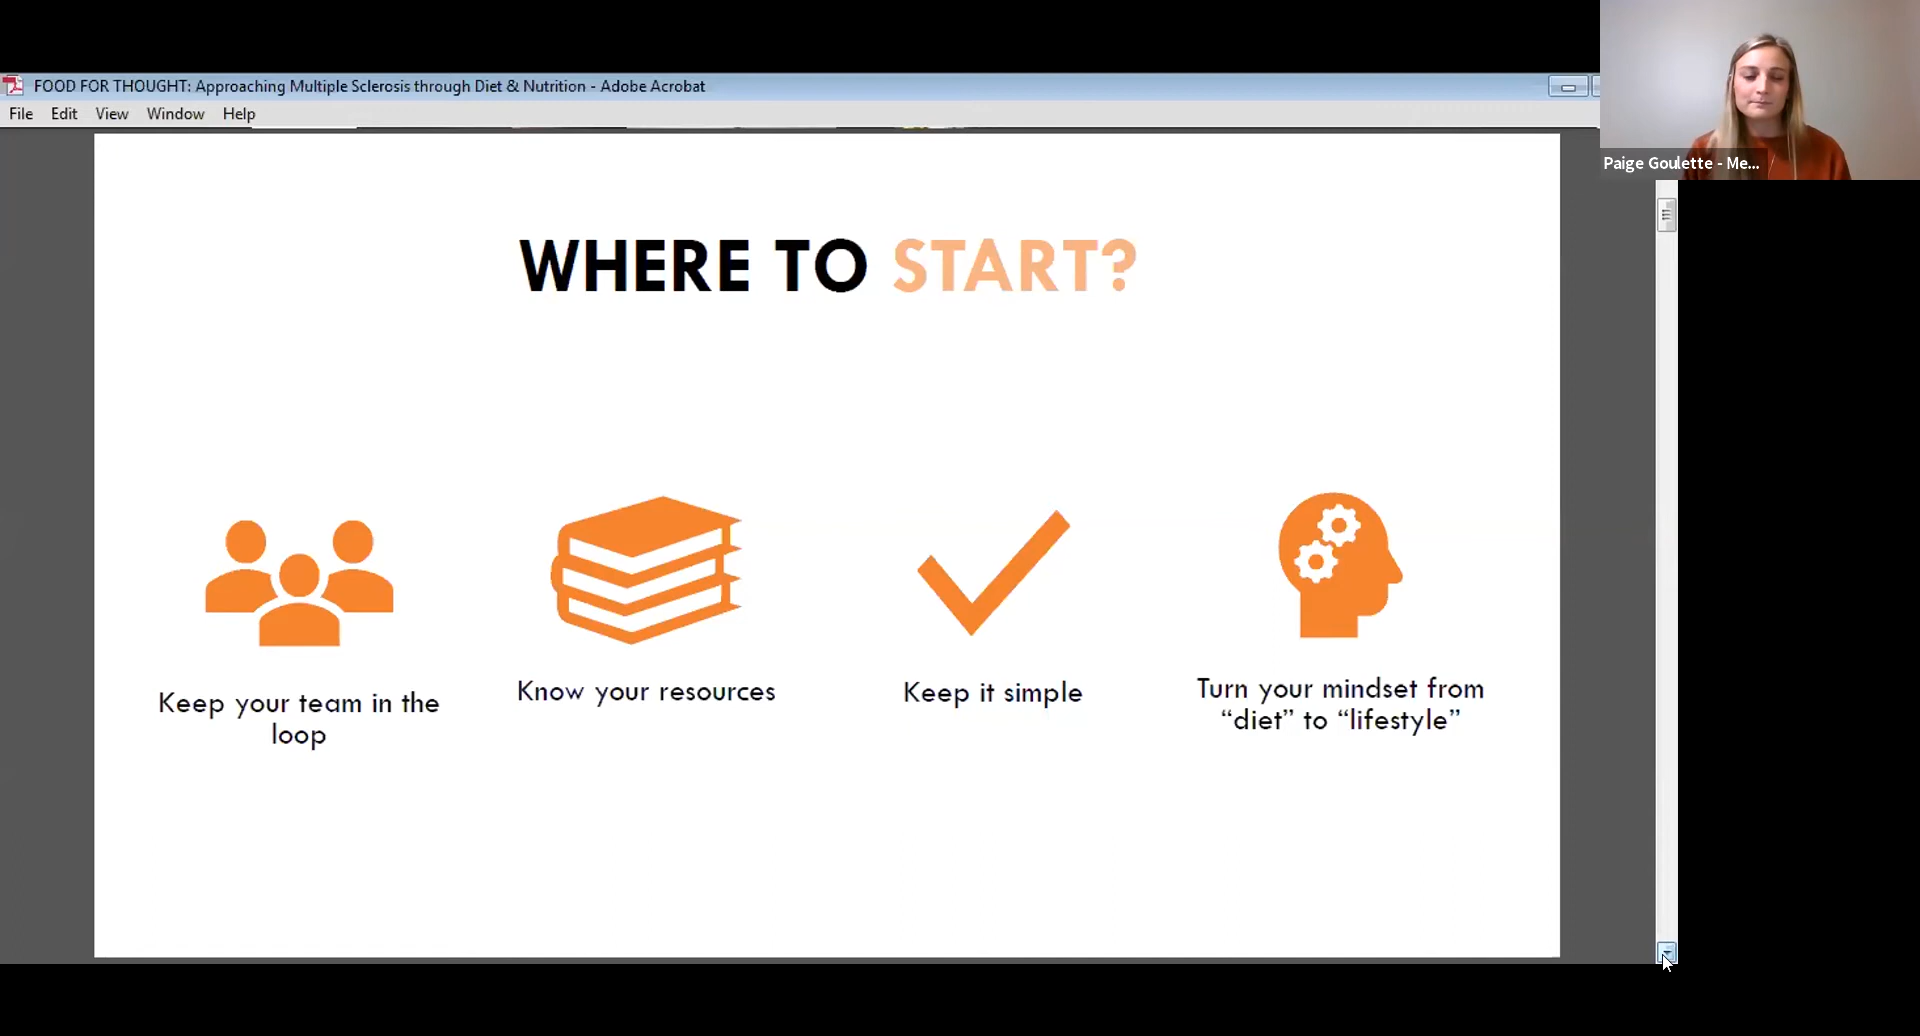 FOOD FOR THOUGHT: Approaching Multiple Sclerosis through Diet & Nutrition - Adobe Acrobat
File Edit View Window Help
Paige Goulette - Me...
WHERE TO START?
Keep your team in the
loop
Know your resources
Keep it simple
Turn your mindset from
“diet” to “lifestyle”